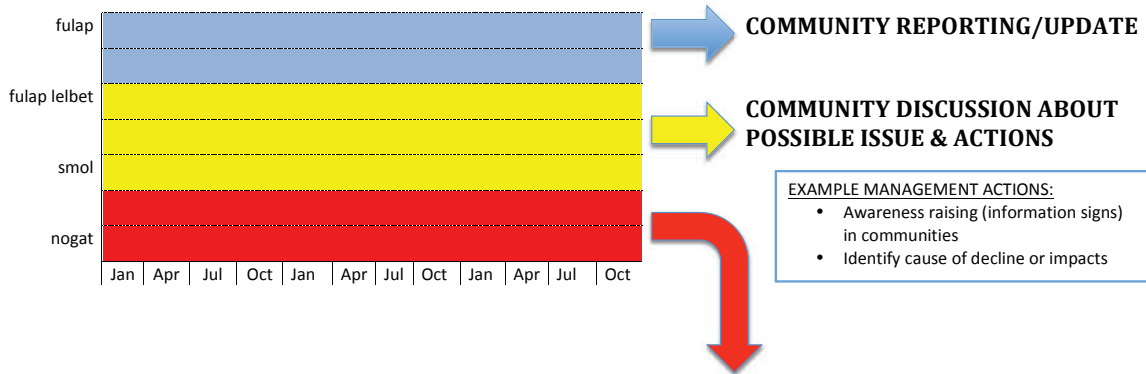 fulap
fulap lelbet
smol
nogat
Jan Apr Jul Oct Jan Apr Jul Oct Jan Apr Jul Oct
COMMUNITY REPORTING/UPDATE
COMMUNITY DISCUSSION ABOUT
POSSIBLE ISSUE & ACTIONS
EXAMPLE MANAGEMENT ACTIONS:
• Awareness raising (information signs)
in communities
• Identify cause of decline or impacts